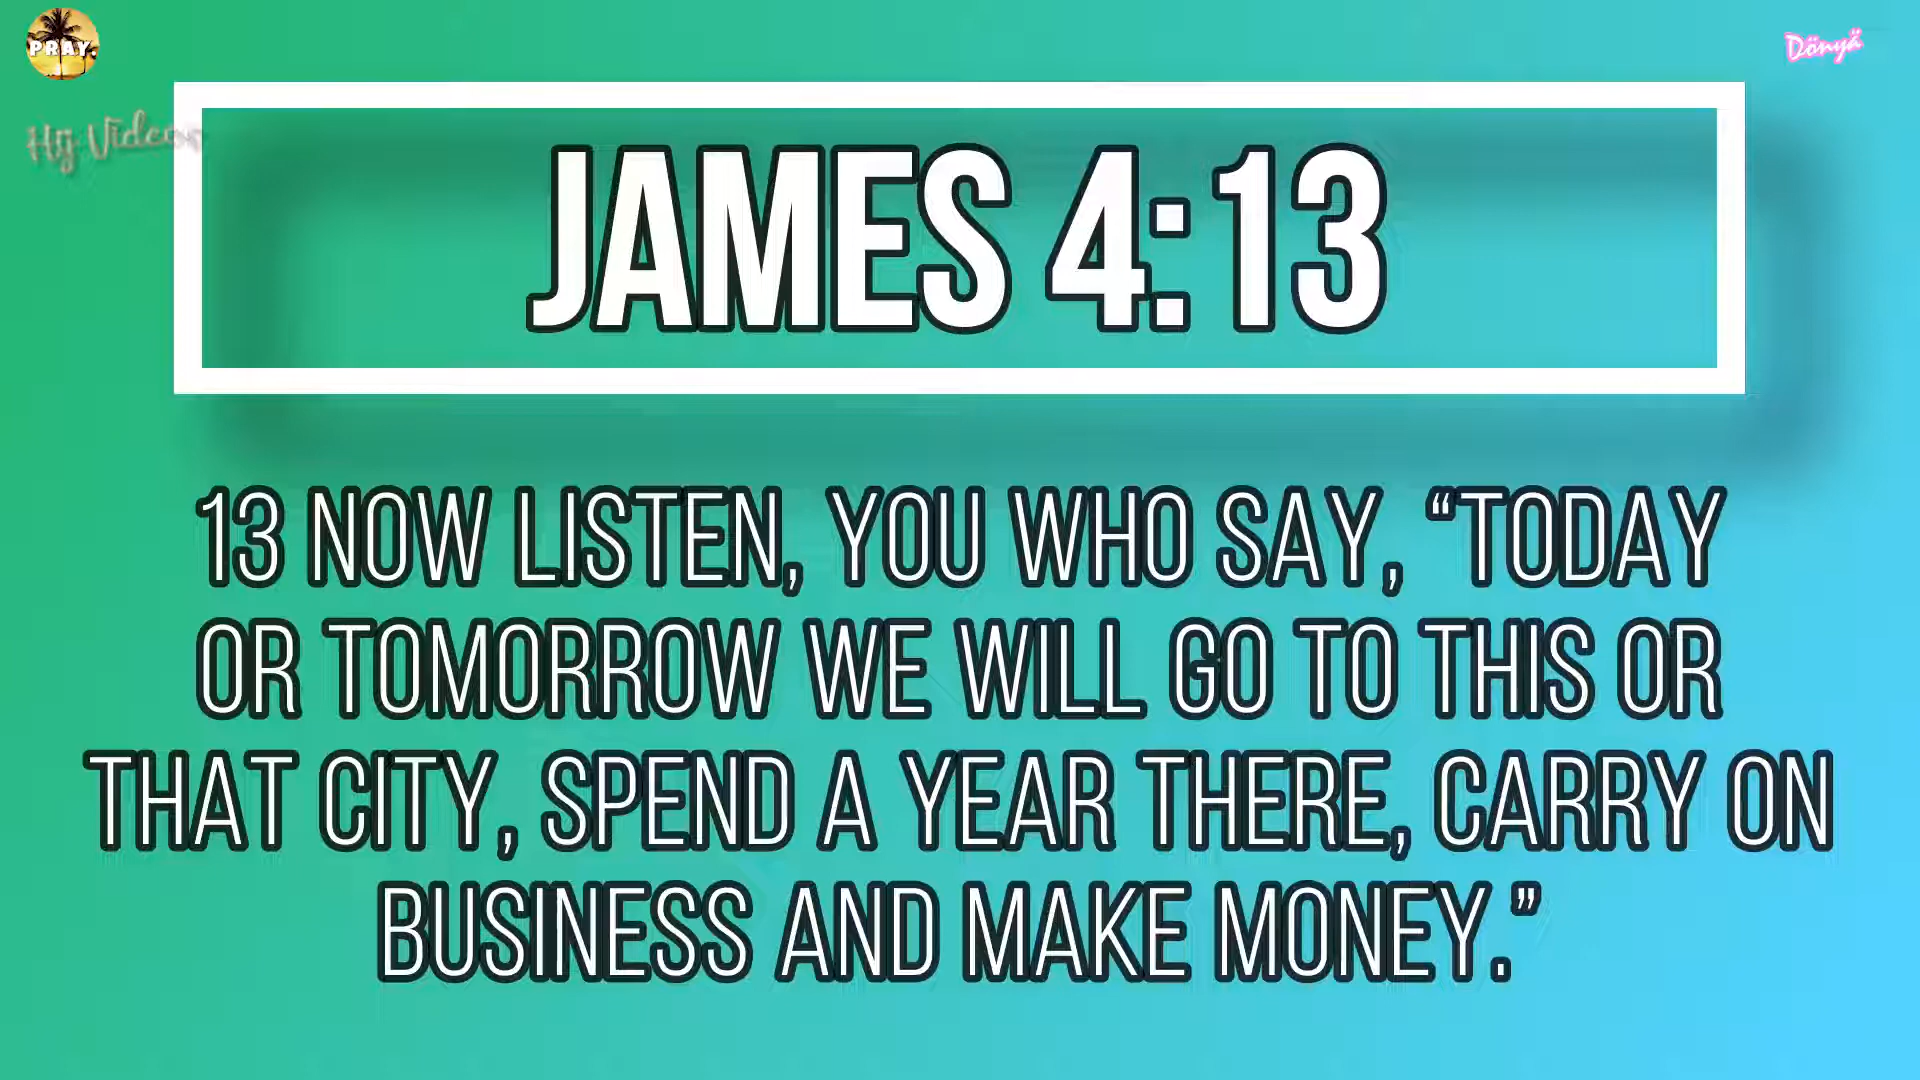 PRAY.
Dönyä
Hij Videos
JAMES 4:13
13 NOW LISTEN, YOU WHO SAY, “TODAY
OR TOMORROW WE WILL GO TO THIS OR
THAT CITY, SPEND A YEAR THERE, CARRY ON
BUSINESS AND MAKE MONEY.”